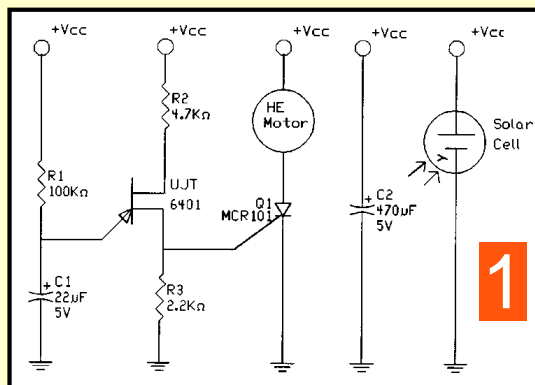 +Vcc
+Vcc
+Vcc
+Vcc
+Vcc
R2
4.7KΩ
HE
Motor
Solar
Cell
R1
100KΩ
UJT
6401
Q1
MCR101
C2
470µF
5V
C1
22µF
5V
R3
2.2KΩ
+
+
1